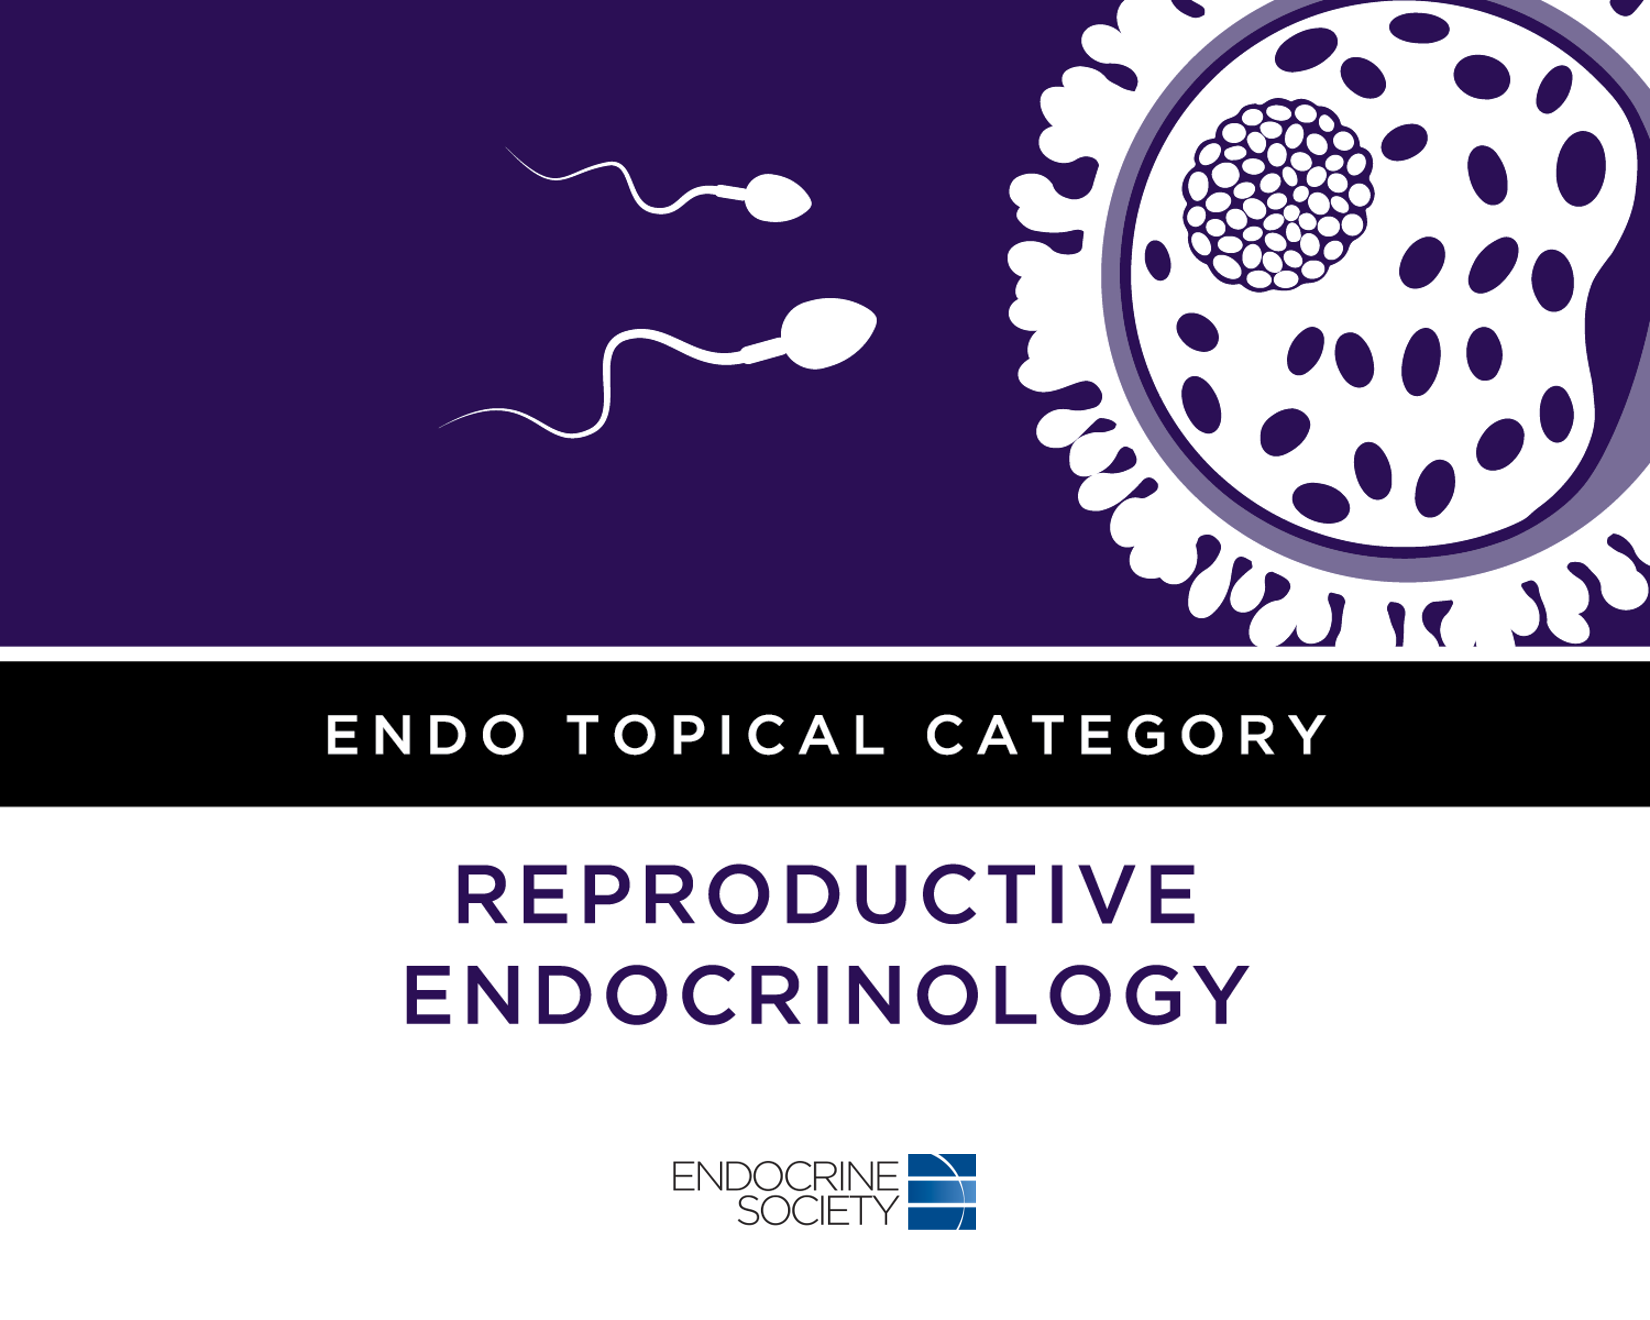 ENDO TOPICAL CATEGORY
REPRODUCTIVE
ENDOCRINOLOGY
ENDOCRINE
SOCIETY